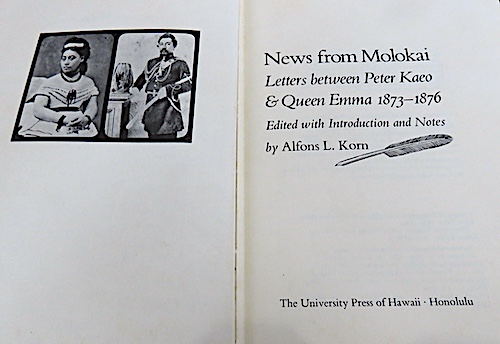 News from Molokai
Letters between Peter Kaeo
& Queen Emma 1873–1876
Edited with Introduction and Notes
by Alfons L. Korn
The University Press of Hawaii · Honolulu